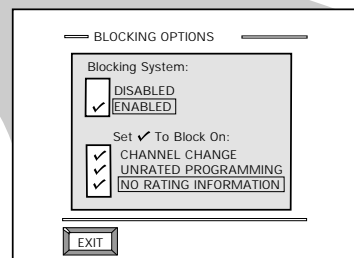 BLOCKING OPTIONS
Blocking System:
DISABLED
✓ ENABLED
Set ✓ To Block On:
✓ CHANNEL CHANGE
✓ UNRATED PROGRAMMING
✓ NO RATING INFORMATION
EXIT